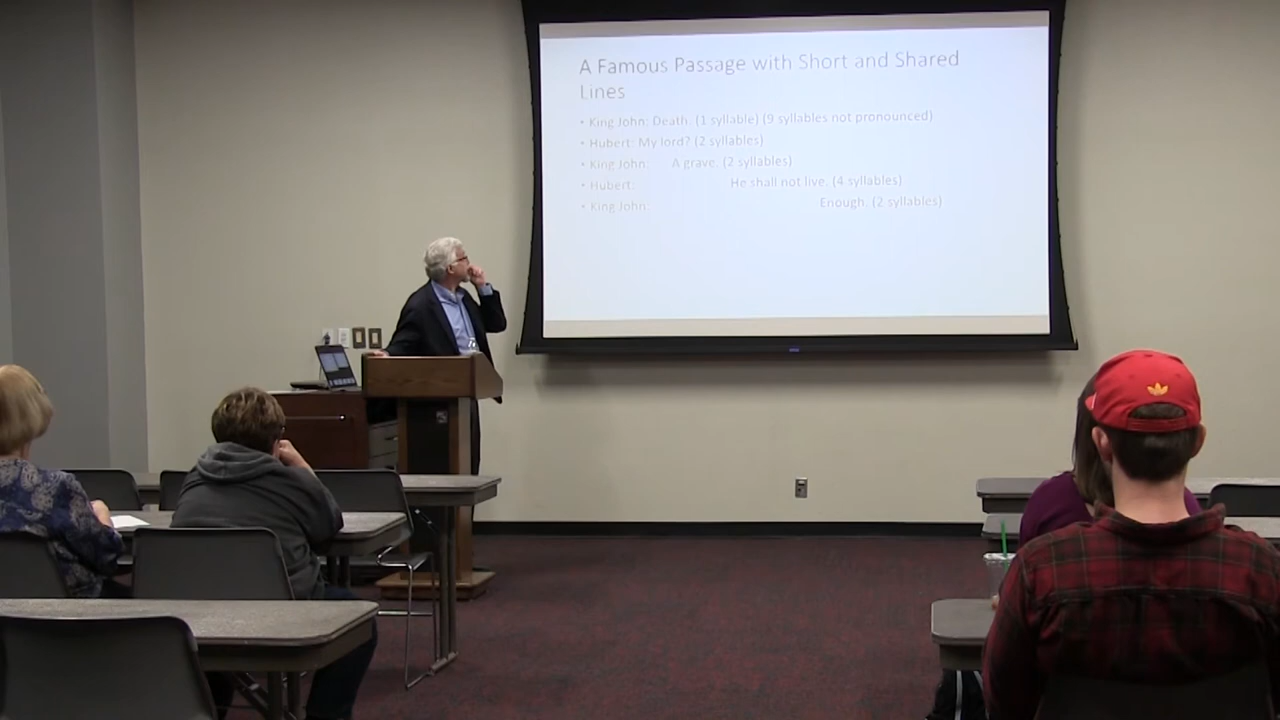 A Famous Passage with Short and Shared
Lines
• King John: Death. (1 syllable) (9 syllables not pronounced)
• Hubert: My lord? (2 syllables)
• King John: A grave. (2 syllables)
• Hubert: He shall not live. (4 syllables)
• King John: Enough. (2 syllables)